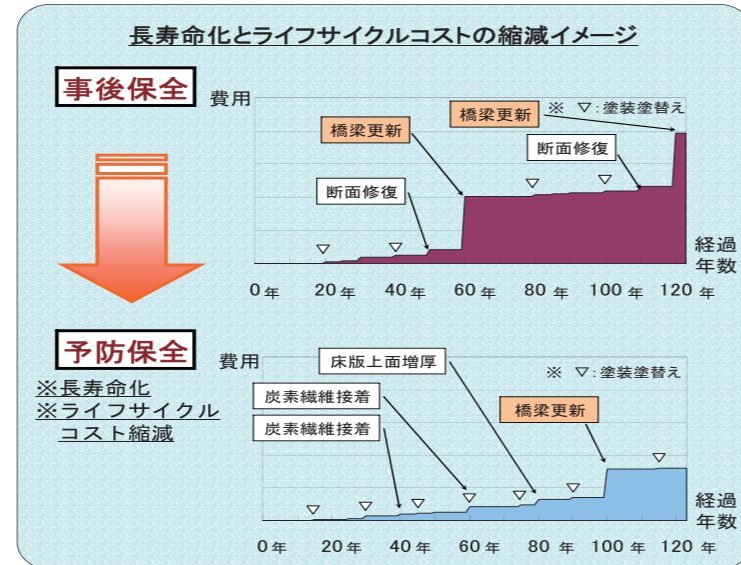 長寿命化とライフサイクルコストの縮減イメージ
事後保全
費用
※ ▽:塗装塗替え
橋梁更新
橋梁更新
断面修復
断面修復
経過
年数
0年 20年 40年 60年 80年 100年 120年
予防保全
※長寿命化
※ライフサイクル
コスト縮減
費用
床版上面増厚
※ ▽:塗装塗替え
炭素繊維接着
橋梁更新
炭素繊維接着
経過
年数
0年 20年 40年 60年 80年 100年 120年